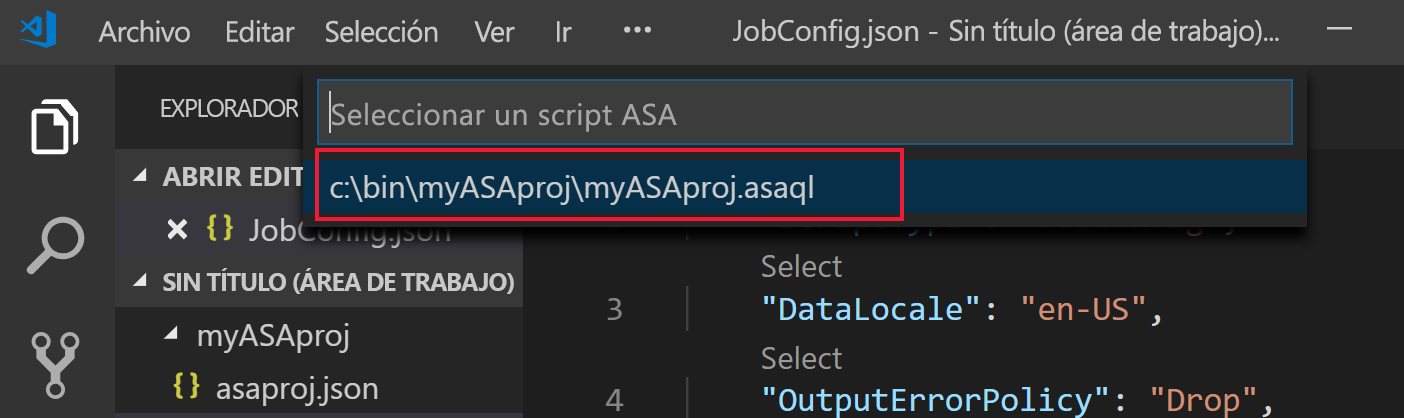 Archivo Editar Selección Ver Ir ••• JobConfig.json - Sin título (área de trabajo)...
EXPLORADOR
Seleccionar un script ASA
c:\bin\myASAproj\myASAproj.asaql
ABRIR EDIT
{ } JobConfig.json
SIN TÍTULO (ÁREA DE TRABAJO)
myASAproj
{ } asaproj.json
Select
3 "DataLocale": "en-US",
Select
4 "OutputErrorPolicy": "Drop",